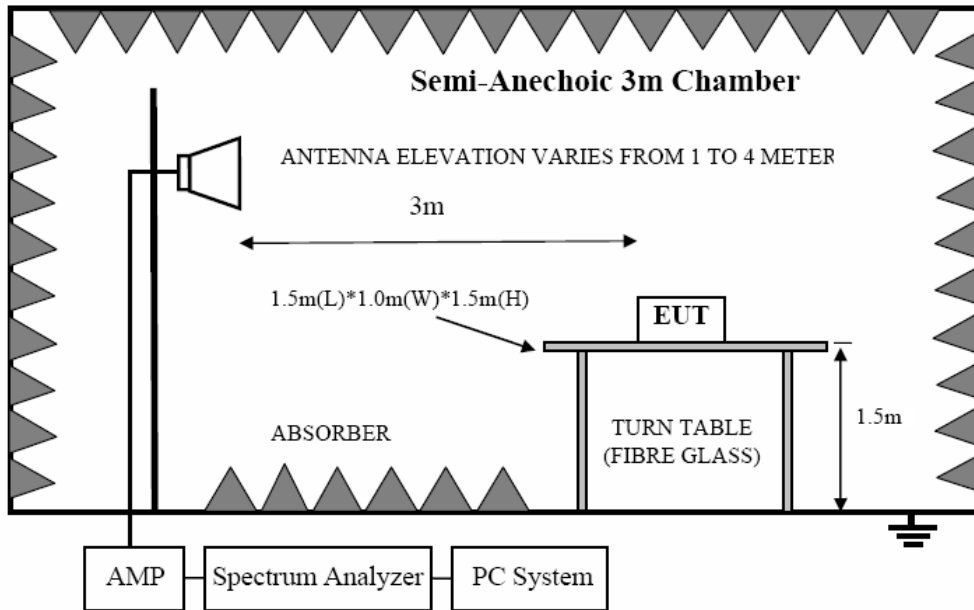 Semi-Anechoic 3m Chamber
ANTENNA ELEVATION VARIES FROM 1 TO 4 METER
3m
1.5m(L)*1.0m(W)*1.5m(H)
EUT
1.5m
ABSORBER
TURN TABLE
(FIBRE GLASS)
AMP
Spectrum Analyzer
PC System